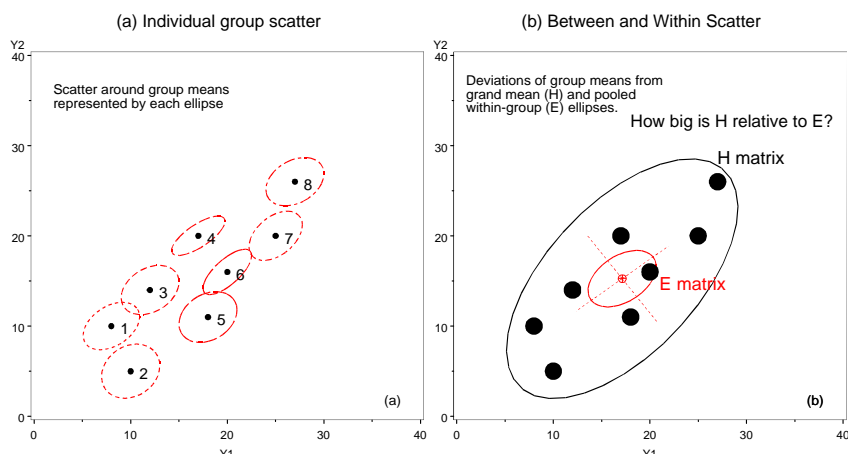 (a) Individual group scatter
Y2
40
30
20
10
0
Scatter around group means
represented by each ellipse
8
7
4
6
3
5
1
2
(a)
0 10 20 30 40
Y1
(b) Between and Within Scatter
Y2
40
30
20
10
0
Deviations of group means from
grand mean (H) and pooled
within-group (E) ellipses.
How big is H relative to E?
H matrix
E matrix
(b)
0 10 20 30 40
Y1